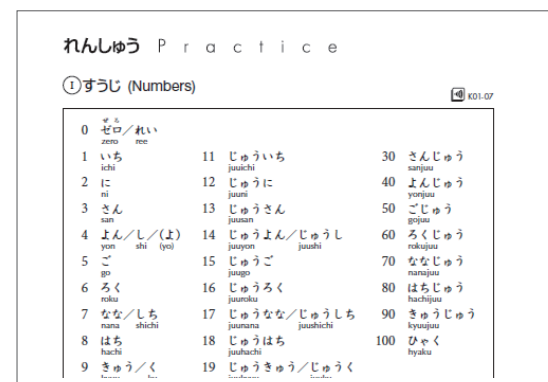 れんしゅう Practice
① すうじ (Numbers)
K01-07
ぜろ
0 ゼロ／れい
zero ree
1 いち 11 じゅういち 30 さんじゅう
ichi juuichi sanjuu
2 に 12 じゅうに 40 よんじゅう
ni juuni yonjuu
3 さん 13 じゅうさん 50 ごじゅう
san juusan gojuu
4 よん／し／(よ) 14 じゅうよん／じゅうし 60 ろくじゅう
yon shi (yo) juuyon juushi rokujuu
5 ご 15 じゅうご 70 ななじゅう
go juugo nanajuu
6 ろく 16 じゅうろく 80 はちじゅう
roku juuroku hachijuu
7 なな／しち 17 じゅうなな／じゅうしち 90 きゅうじゅう
nana shichi juunana juushichi kyuujuu
8 はち 18 じゅうはち 100 ひゃく
hachi juuhachi hyaku
9 きゅう／く 19 じゅうきゅう／じゅうく